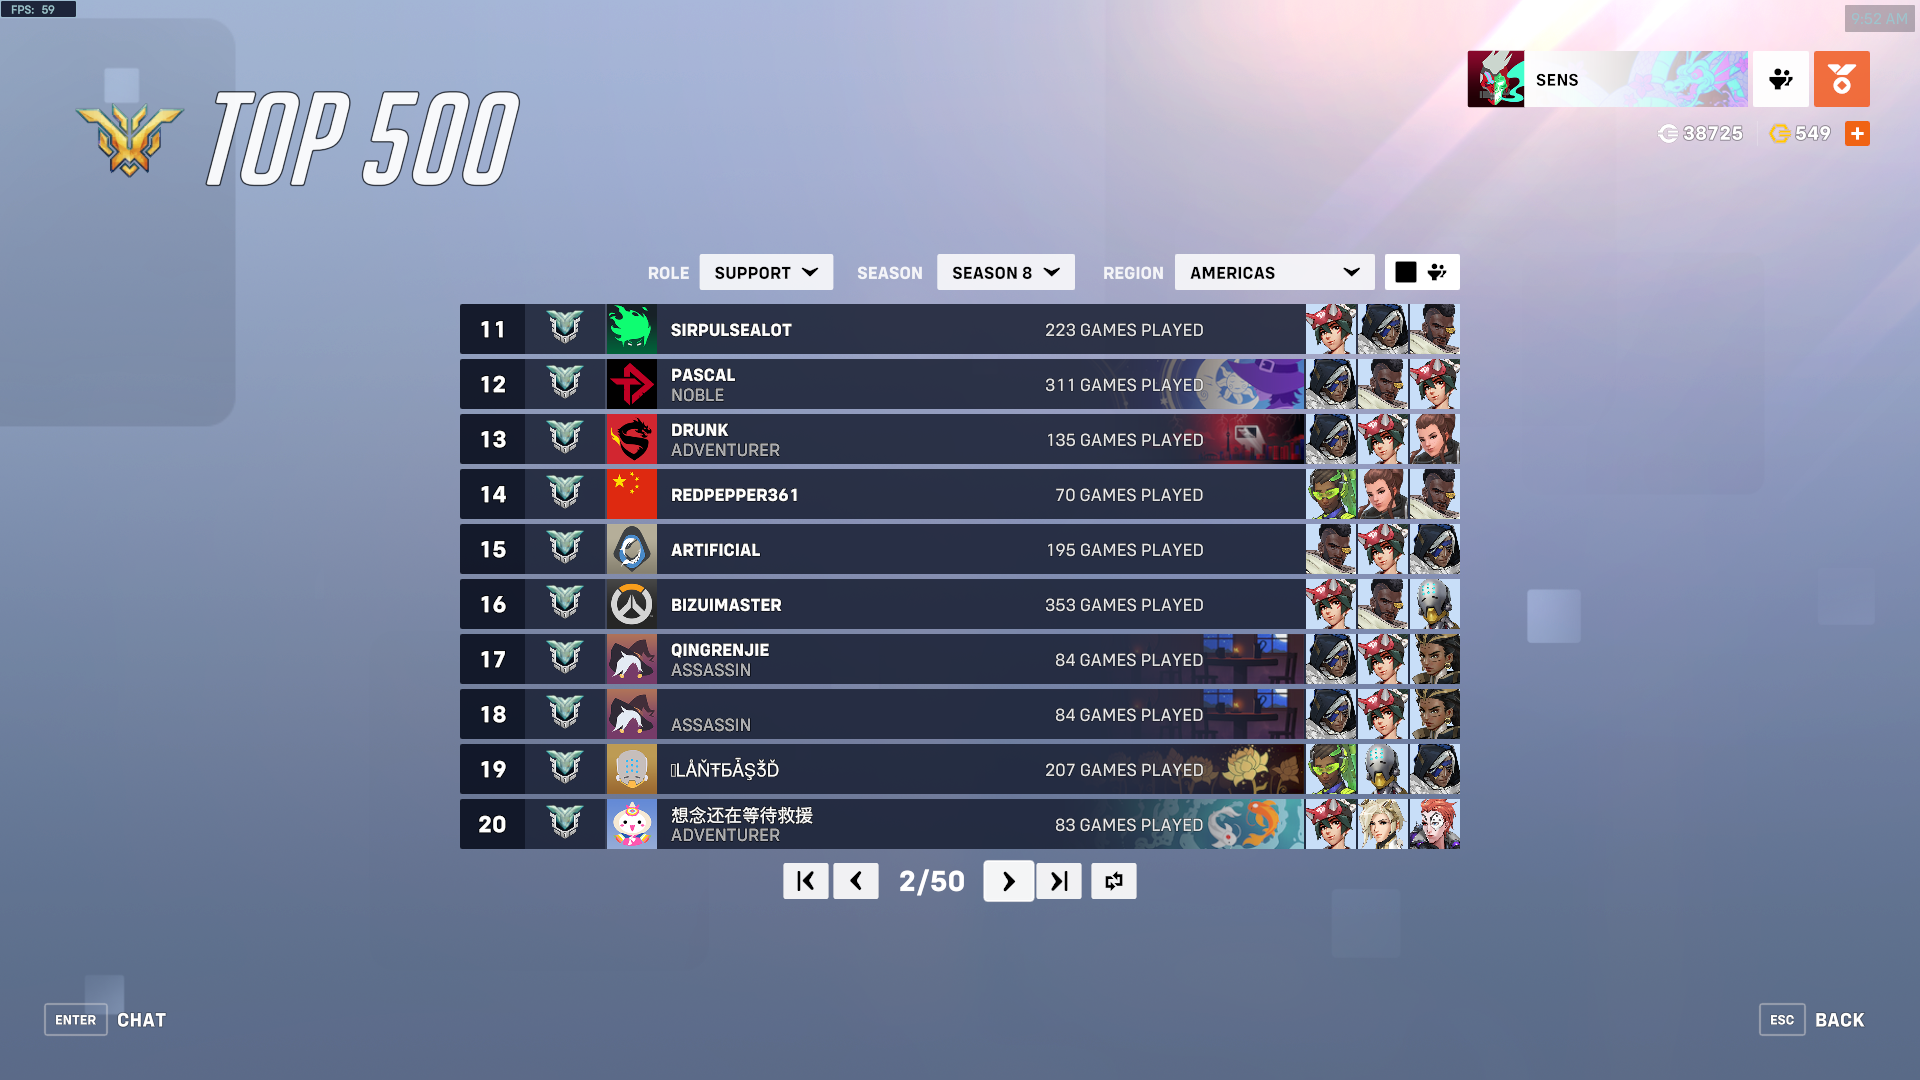 FPS: 59
9:52 AM
TOP 500
SENS
38725
549
ROLE SUPPORT SEASON SEASON 8 REGION AMERICAS
11 SIRPULSEALOT 223 GAMES PLAYED
12 PASCAL 311 GAMES PLAYED
NOBLE
13 DRUNK 135 GAMES PLAYED
ADVENTURER
14 REDPEPPER361 70 GAMES PLAYED
15 ARTIFICIAL 195 GAMES PLAYED
16 BIZUIMASTER 353 GAMES PLAYED
17 QINGRENJIE 84 GAMES PLAYED
ASSASSIN
18 84 GAMES PLAYED
ASSASSIN
19 207 GAMES PLAYED
20 想念还在等待救援 83 GAMES PLAYED
ADVENTURER
2/50
ENTER CHAT
ESC BACK